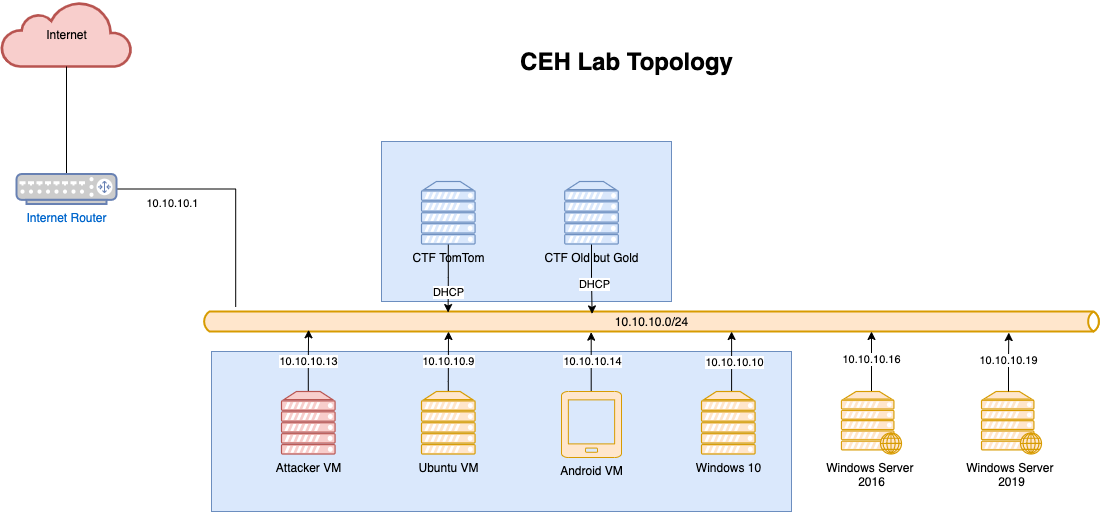 Internet
CEH Lab Topology
10.10.10.1
Internet Router
CTF TomTom
CTF Old but Gold
DHCP
DHCP
10.10.10.0/24
10.10.10.13
10.10.10.9
10.10.10.14
10.10.10.10
10.10.10.16
10.10.10.19
Attacker VM
Ubuntu VM
Android VM
Windows 10
Windows Server
2016
Windows Server
2019